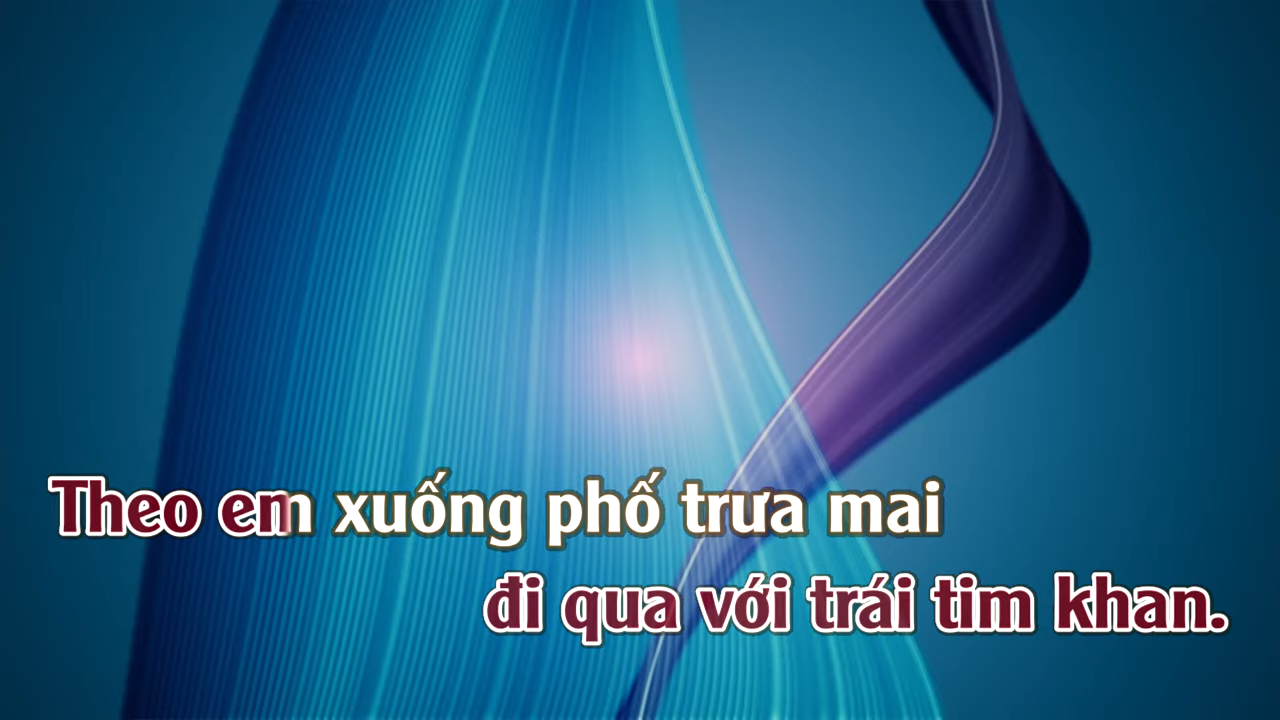 Theo em xuống phố trưa mai
đi qua với trái tim khan.